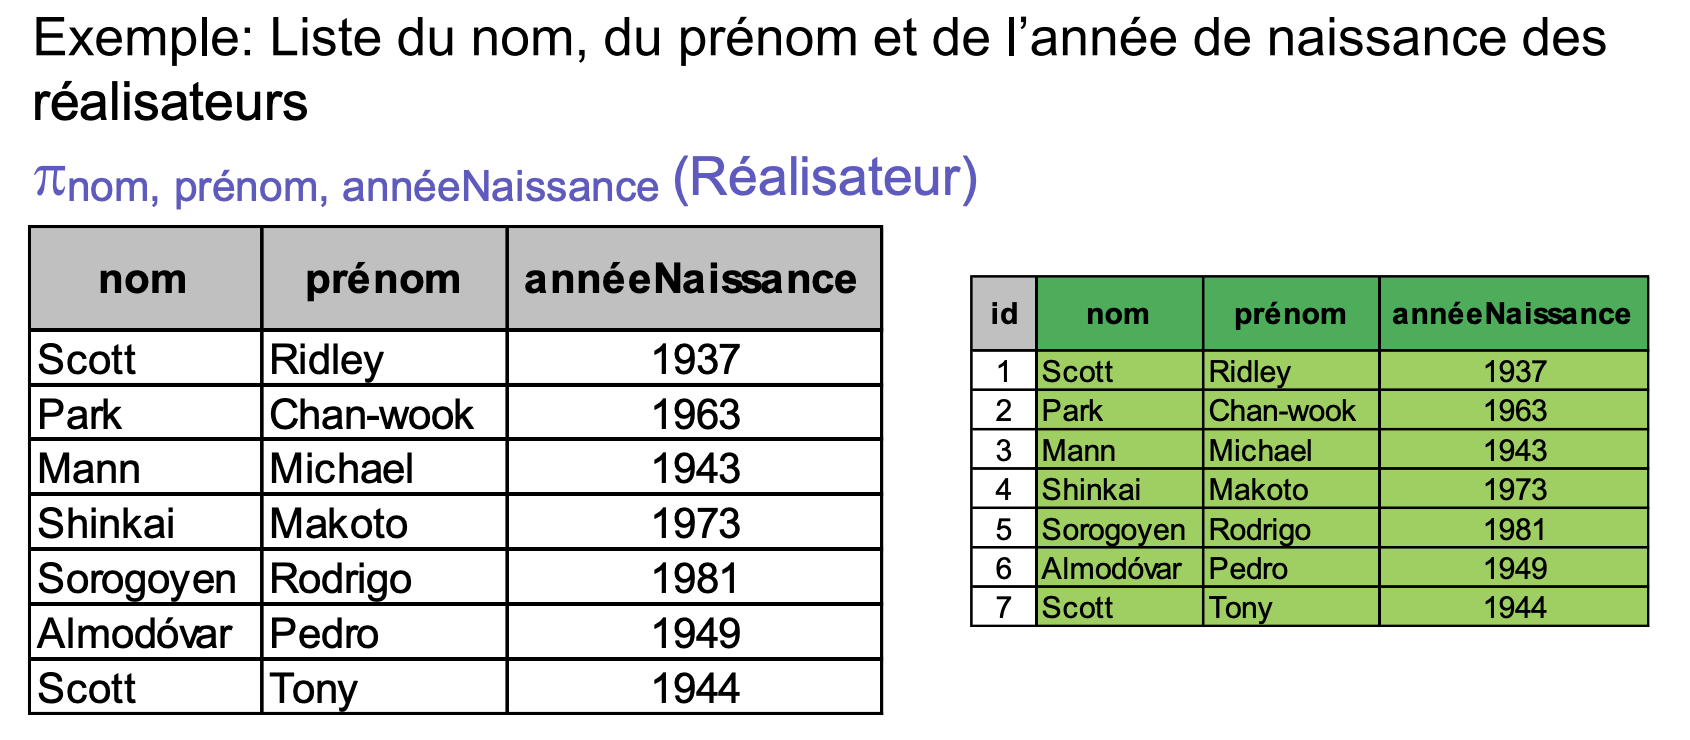 Exemple: Liste du nom, du prénom et de l’année de naissance des
réalisateurs
πnom, prénom, annéeNaissance (Réalisateur)
nom prénom annéeNaissance
Scott Ridley 1937
Park Chan-wook 1963
Mann Michael 1943
Shinkai Makoto 1973
Sorogoyen Rodrigo 1981
Almodóvar Pedro 1949
Scott Tony 1944
id nom prénom annéeNaissance
1 Scott Ridley 1937
2 Park Chan-wook 1963
3 Mann Michael 1943
4 Shinkai Makoto 1973
5 Sorogoyen Rodrigo 1981
6 Almodóvar Pedro 1949
7 Scott Tony 1944